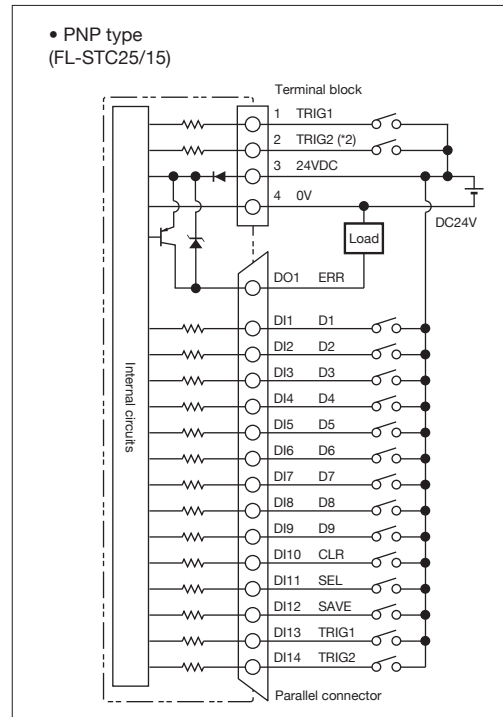 • PNP type
(FL-STC25/15)
Terminal block
1 TRIG1
2 TRIG2 (*2)
3 24VDC
4 0V
DC24V
Load
DO1 ERR
DI1 D1
DI2 D2
DI3 D3
DI4 D4
DI5 D5
DI6 D6
DI7 D7
DI8 D8
DI9 D9
DI10 CLR
DI11 SEL
DI12 SAVE
DI13 TRIG1
DI14 TRIG2
Internal circuits
Parallel connector